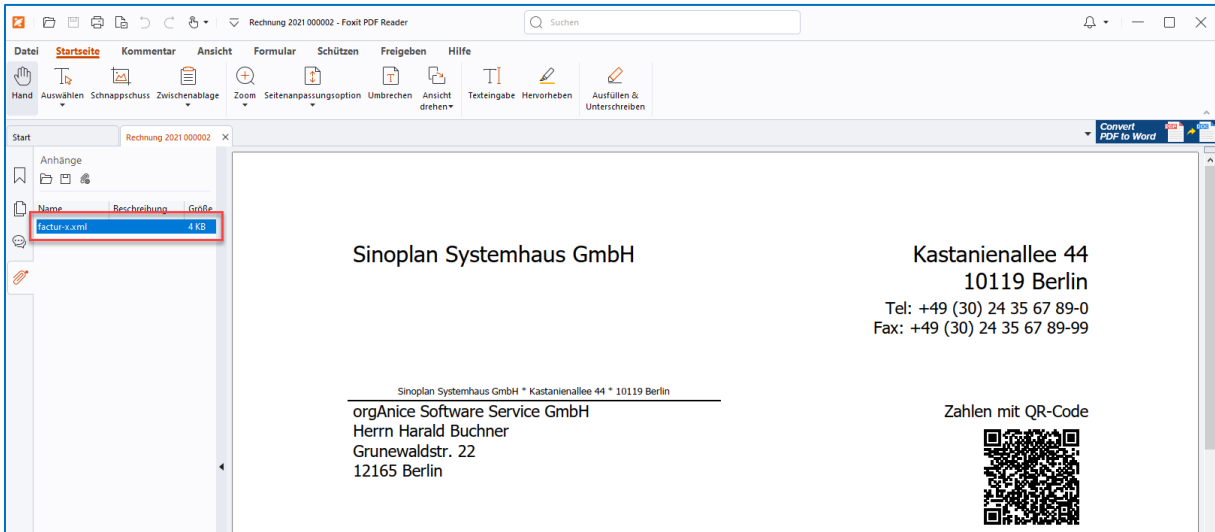 Rechnung 2021 000002 - Foxit PDF Reader
Suchen
Datei Startseite Kommentar Ansicht Formular Schützen Freigeben Hilfe
Hand Auswählen Schnappschuss Zwischenablage Zoom Seitenanpassungsoption Umbrechen Ansicht drehen Texteingabe Hervorheben Ausfüllen & Unterschreiben
Start Rechnung 2021 000002
Convert
PDF to Word
Anhänge
Name Beschreibung Größe
factur-x.xml 4 KB
Sinoplan Systemhaus GmbH
Kastanienallee 44
10119 Berlin
Tel: +49 (30) 24 35 67 89-0
Fax: +49 (30) 24 35 67 89-99
Sinoplan Systemhaus GmbH * Kastanienallee 44 * 10119 Berlin
orgAnice Software Service GmbH
Herrn Harald Buchner
Grunewaldstr. 22
12165 Berlin
Zahlen mit QR-Code